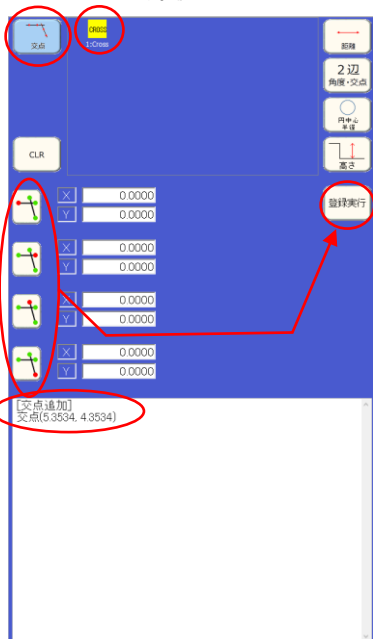 交点
CROSS
1:Cross
距離
2辺
角度・交点
円中心
半径
CLR
高さ
X 0.0000
Y 0.0000
登録実行
X 0.0000
Y 0.0000
X 0.0000
Y 0.0000
X 0.0000
Y 0.0000
[交点追加]
交点(5.3534, 4.3534)